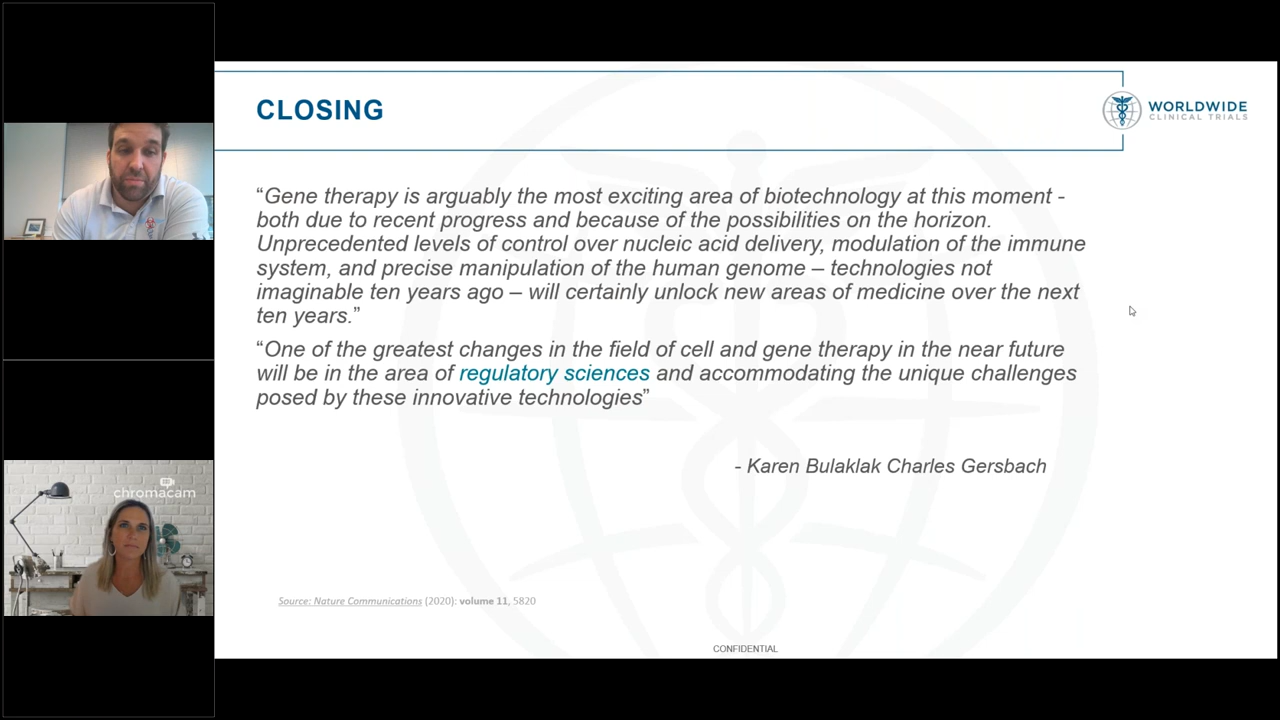 CLOSING
WORLDWIDE
CLINICAL TRIALS
“Gene therapy is arguably the most exciting area of biotechnology at this moment -
both due to recent progress and because of the possibilities on the horizon.
Unprecedented levels of control over nucleic acid delivery, modulation of the immune
system, and precise manipulation of the human genome – technologies not
imaginable ten years ago – will certainly unlock new areas of medicine over the next
ten years.”
“One of the greatest changes in the field of cell and gene therapy in the near future
will be in the area of regulatory sciences and accommodating the unique challenges
posed by these innovative technologies”
- Karen Bulaklak Charles Gersbach
chromacam
Source: Nature Communications (2020): volume 11, 5820
CONFIDENTIAL